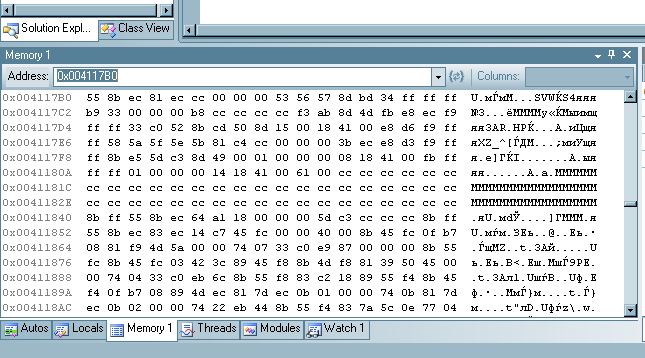 Solution Expl... Class View
Memory 1
Address: 0x004117B0 Columns:
0x004117B0 55 8b ec 81 ec cc 00 00 00 53 56 57 8d bd 34 ff ff ff U.мЃмМ...SVWЌЅ4яяя
0x004117C2 b9 33 00 00 00 b8 cc cc cc cc f3 ab 8d 4d fb e8 ec f9 №3...ёММММу«ЌMыимщ
0x004117D4 ff ff 33 c0 52 8b cd 50 8d 15 00 18 41 00 e8 d6 f9 ff яя3АR.НPЌ...A.иЦщя
0x004117E6 ff 58 5a 5f 5e 5b 81 c4 cc 00 00 00 3b ec e8 d3 f9 ff яXZ_^[ЃДМ...;миУщя
0x004117F8 ff 8b e5 5d c3 8d 49 00 01 00 00 00 08 18 41 00 fb ff я.е]ГЌI.......A.ыя
0x0041180A ff ff 01 00 00 00 14 18 41 00 61 00 cc cc cc cc cc cc яя......A.a.ММММММ
0x0041181C cc cc cc cc cc cc cc cc cc cc cc cc cc cc cc cc cc cc ММММММММММММММММММ
0x0041182E cc cc cc cc cc cc cc cc cc cc cc cc cc cc cc cc cc cc ММММММММММММММММММ
0x00411840 8b ff 55 8b ec 64 a1 18 00 00 00 5d c3 cc cc cc 8b ff .яU.мdЎ....]ГМММ.я
0x00411852 55 8b ec 83 ec 14 c7 45 fc 00 00 40 00 8b 45 fc 0f b7 U.мѓм.ЗEь..@..Eь.·
0x00411864 08 81 f9 4d 5a 00 00 74 07 33 c0 e9 87 00 00 00 8b 55 .ЃщMZ..t.3Ай.....U
0x00411876 fc 8b 45 fc 03 42 3c 89 45 f8 8b 4d f8 81 39 50 45 00 ь.Eь.B<.Eш.MшЃ9PE.
0x00411888 00 74 04 33 c0 eb 6c 8b 55 f8 83 c2 18 89 55 f4 8b 45 .t.3Алl.UшѓВ..Uф.E
0x0041189A f4 0f b7 08 89 4d ec 81 7d ec 0b 01 00 00 74 0b 81 7d ф.·..MмЃ}м....t.Ѓ}
0x004118AC ec 0b 02 00 00 74 22 eb 44 8b 55 f4 83 7a 5c 0e 77 04 м....t"лD.Uфѓz\.w.
Autos Locals Memory 1 Threads Modules Watch 1